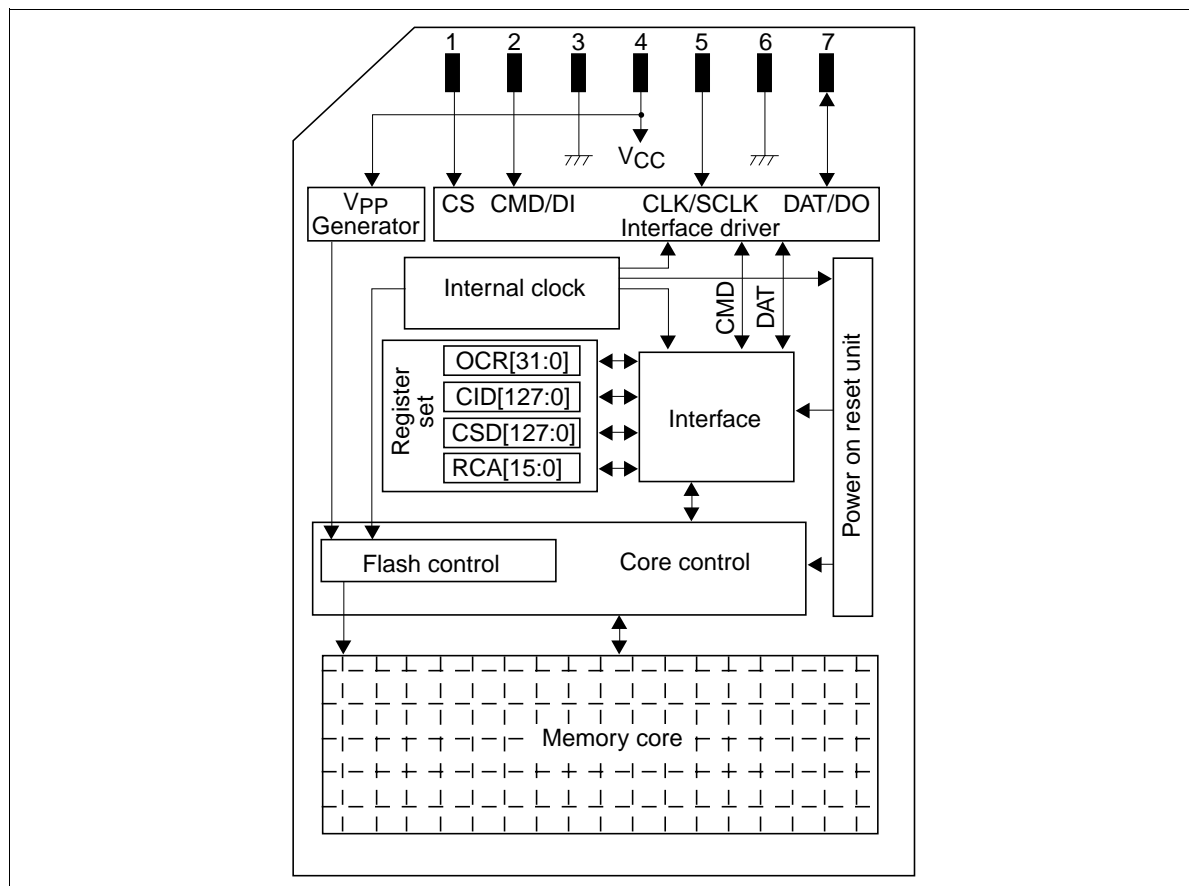 1 2 3 4 5 6 7
VCC
VPP
Generator
CS CMD/DI CLK/SCLK DAT/DO
Interface driver
Internal clock
CMD
DAT
Register
set
OCR[31:0]
CID[127:0]
CSD[127:0]
RCA[15:0]
Interface
Power on reset unit
Flash control
Core control
Memory core